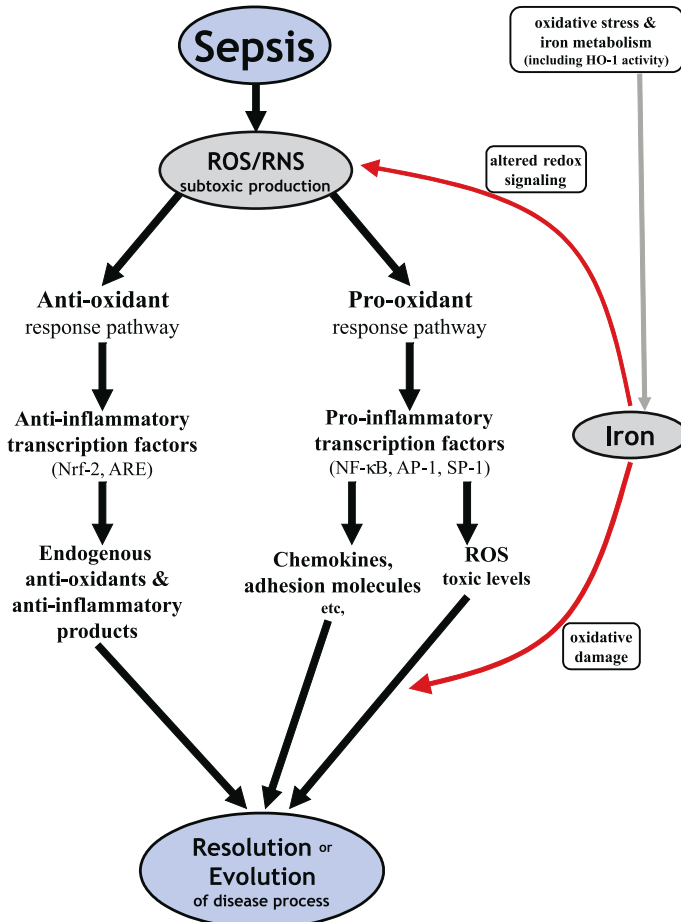 Sepsis
oxidative stress &
iron metabolism
(including HO-1 activity)
ROS/RNS
subtoxic production
altered redox
signaling
Anti-oxidant
response pathway
Pro-oxidant
response pathway
Anti-inflammatory
transcription factors
(Nrf-2, ARE)
Pro-inflammatory
transcription factors
(NF-κB, AP-1, SP-1)
Iron
Endogenous
anti-oxidants &
anti-inflammatory
products
Chemokines,
adhesion molecules
etc,
ROS
toxic levels
oxidative
damage
Resolution or
Evolution
of disease process